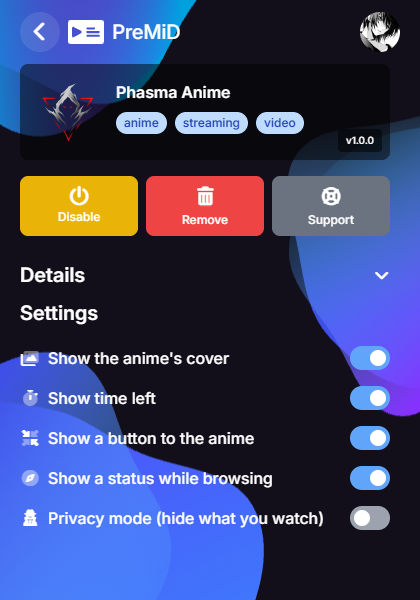 PreMiD
Phasma Anime
anime streaming video
v1.0.0
Disable Remove Support
Details
Settings
Show the anime's cover
Show time left
Show a button to the anime
Show a status while browsing
Privacy mode (hide what you watch)